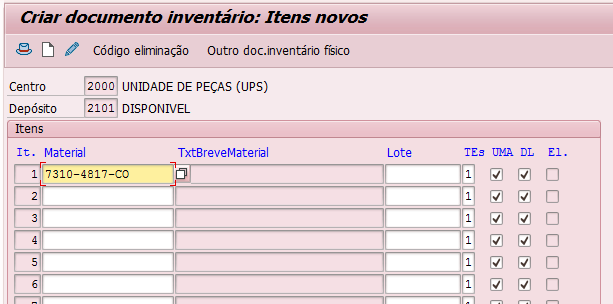 Criar documento inventário: Itens novos
Código eliminação Outro doc.inventário físico
Centro 2000 UNIDADE DE PEÇAS (UPS)
Depósito 2101 DISPONIVEL
Itens
It. Material TxtBreveMaterial Lote TEs UMA DL El.
1 7310-4817-CO 1
2 1
3 1
4 1
5 1
6 1